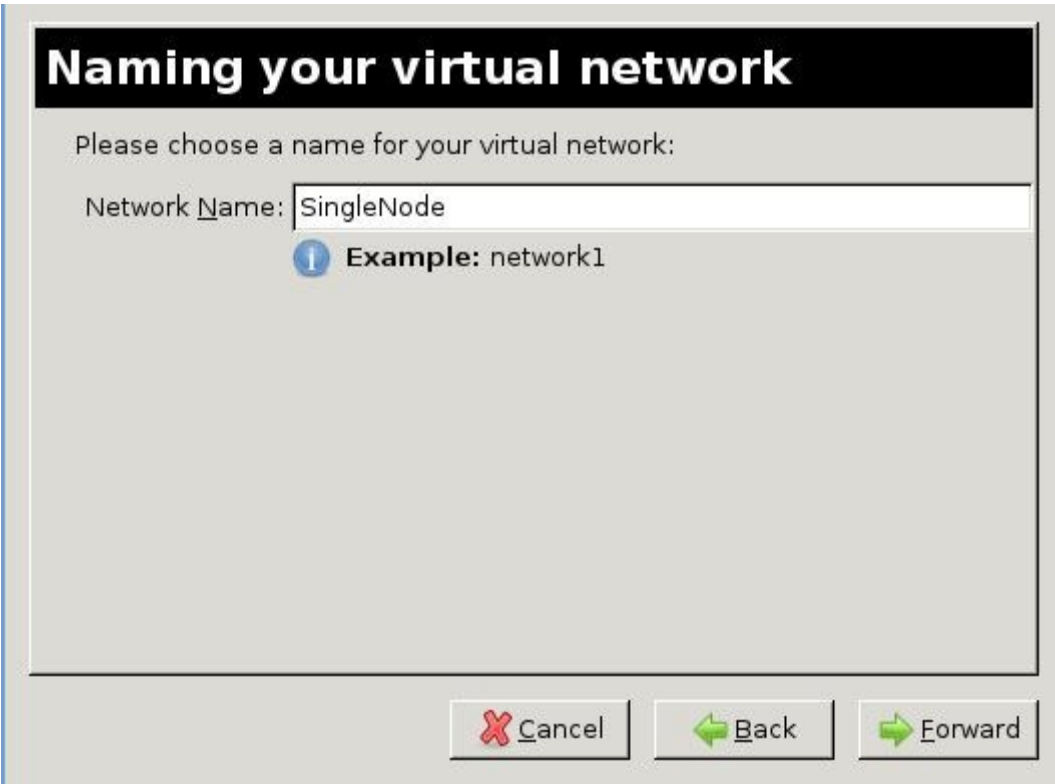 Naming your virtual network
Please choose a name for your virtual network:
Network Name: SingleNode
Example: network1
Cancel Back Forward